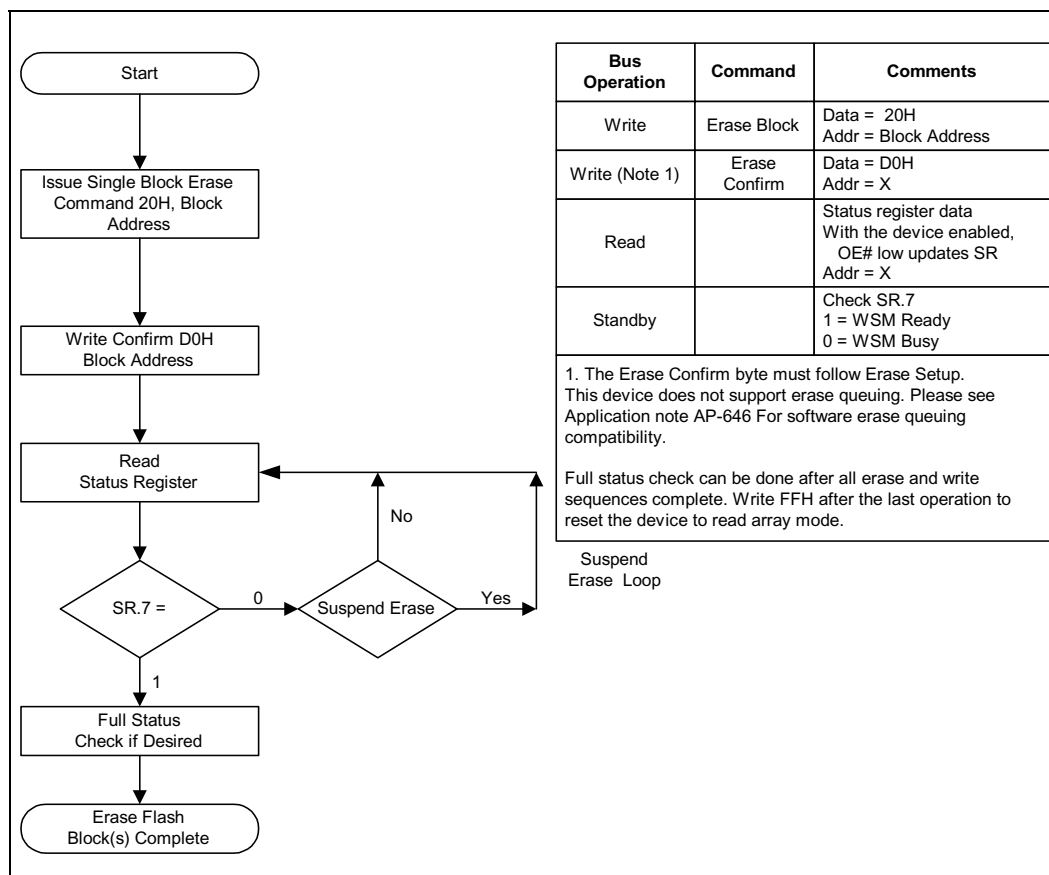 Start
Issue Single Block Erase
Command 20H, Block
Address
Write Confirm D0H
Block Address
Read
Status Register
No
SR.7 =
0
Suspend Erase
Yes
1
Full Status
Check if Desired
Erase Flash
Block(s) Complete
Bus
Operation
Command
Comments
Write
Erase Block
Data = 20H
Addr = Block Address
Write (Note 1)
Erase
Confirm
Data = D0H
Addr = X
Read
Status register data
With the device enabled,
OE# low updates SR
Addr = X
Standby
Check SR.7
1 = WSM Ready
0 = WSM Busy
1. The Erase Confirm byte must follow Erase Setup.
This device does not support erase queuing. Please see
Application note AP-646 For software erase queuing
compatibility.
Full status check can be done after all erase and write
sequences complete. Write FFH after the last operation to
reset the device to read array mode.
Suspend
Erase Loop